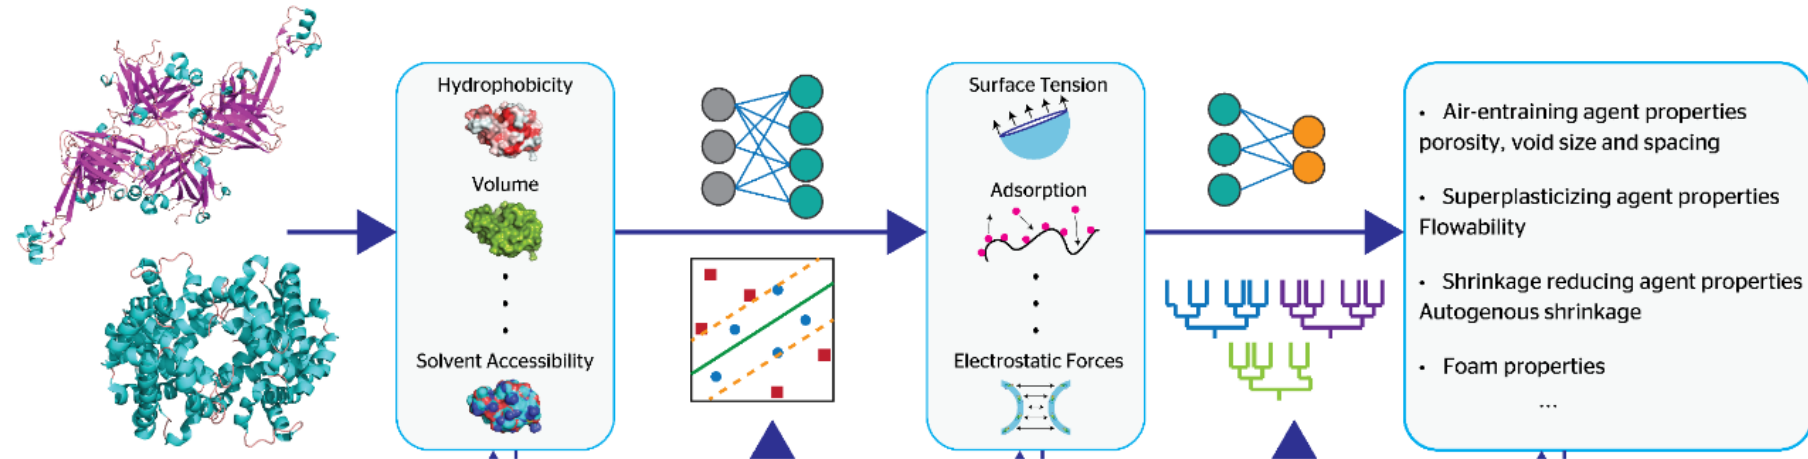 Hydrophobicity
Volume
Solvent Accessibility
Surface Tension
Adsorption
Electrostatic Forces
• Air-entraining agent properties
porosity, void size and spacing
• Superplasticizing agent properties
Flowability
• Shrinkage reducing agent properties
Autogenous shrinkage
• Foam properties
...